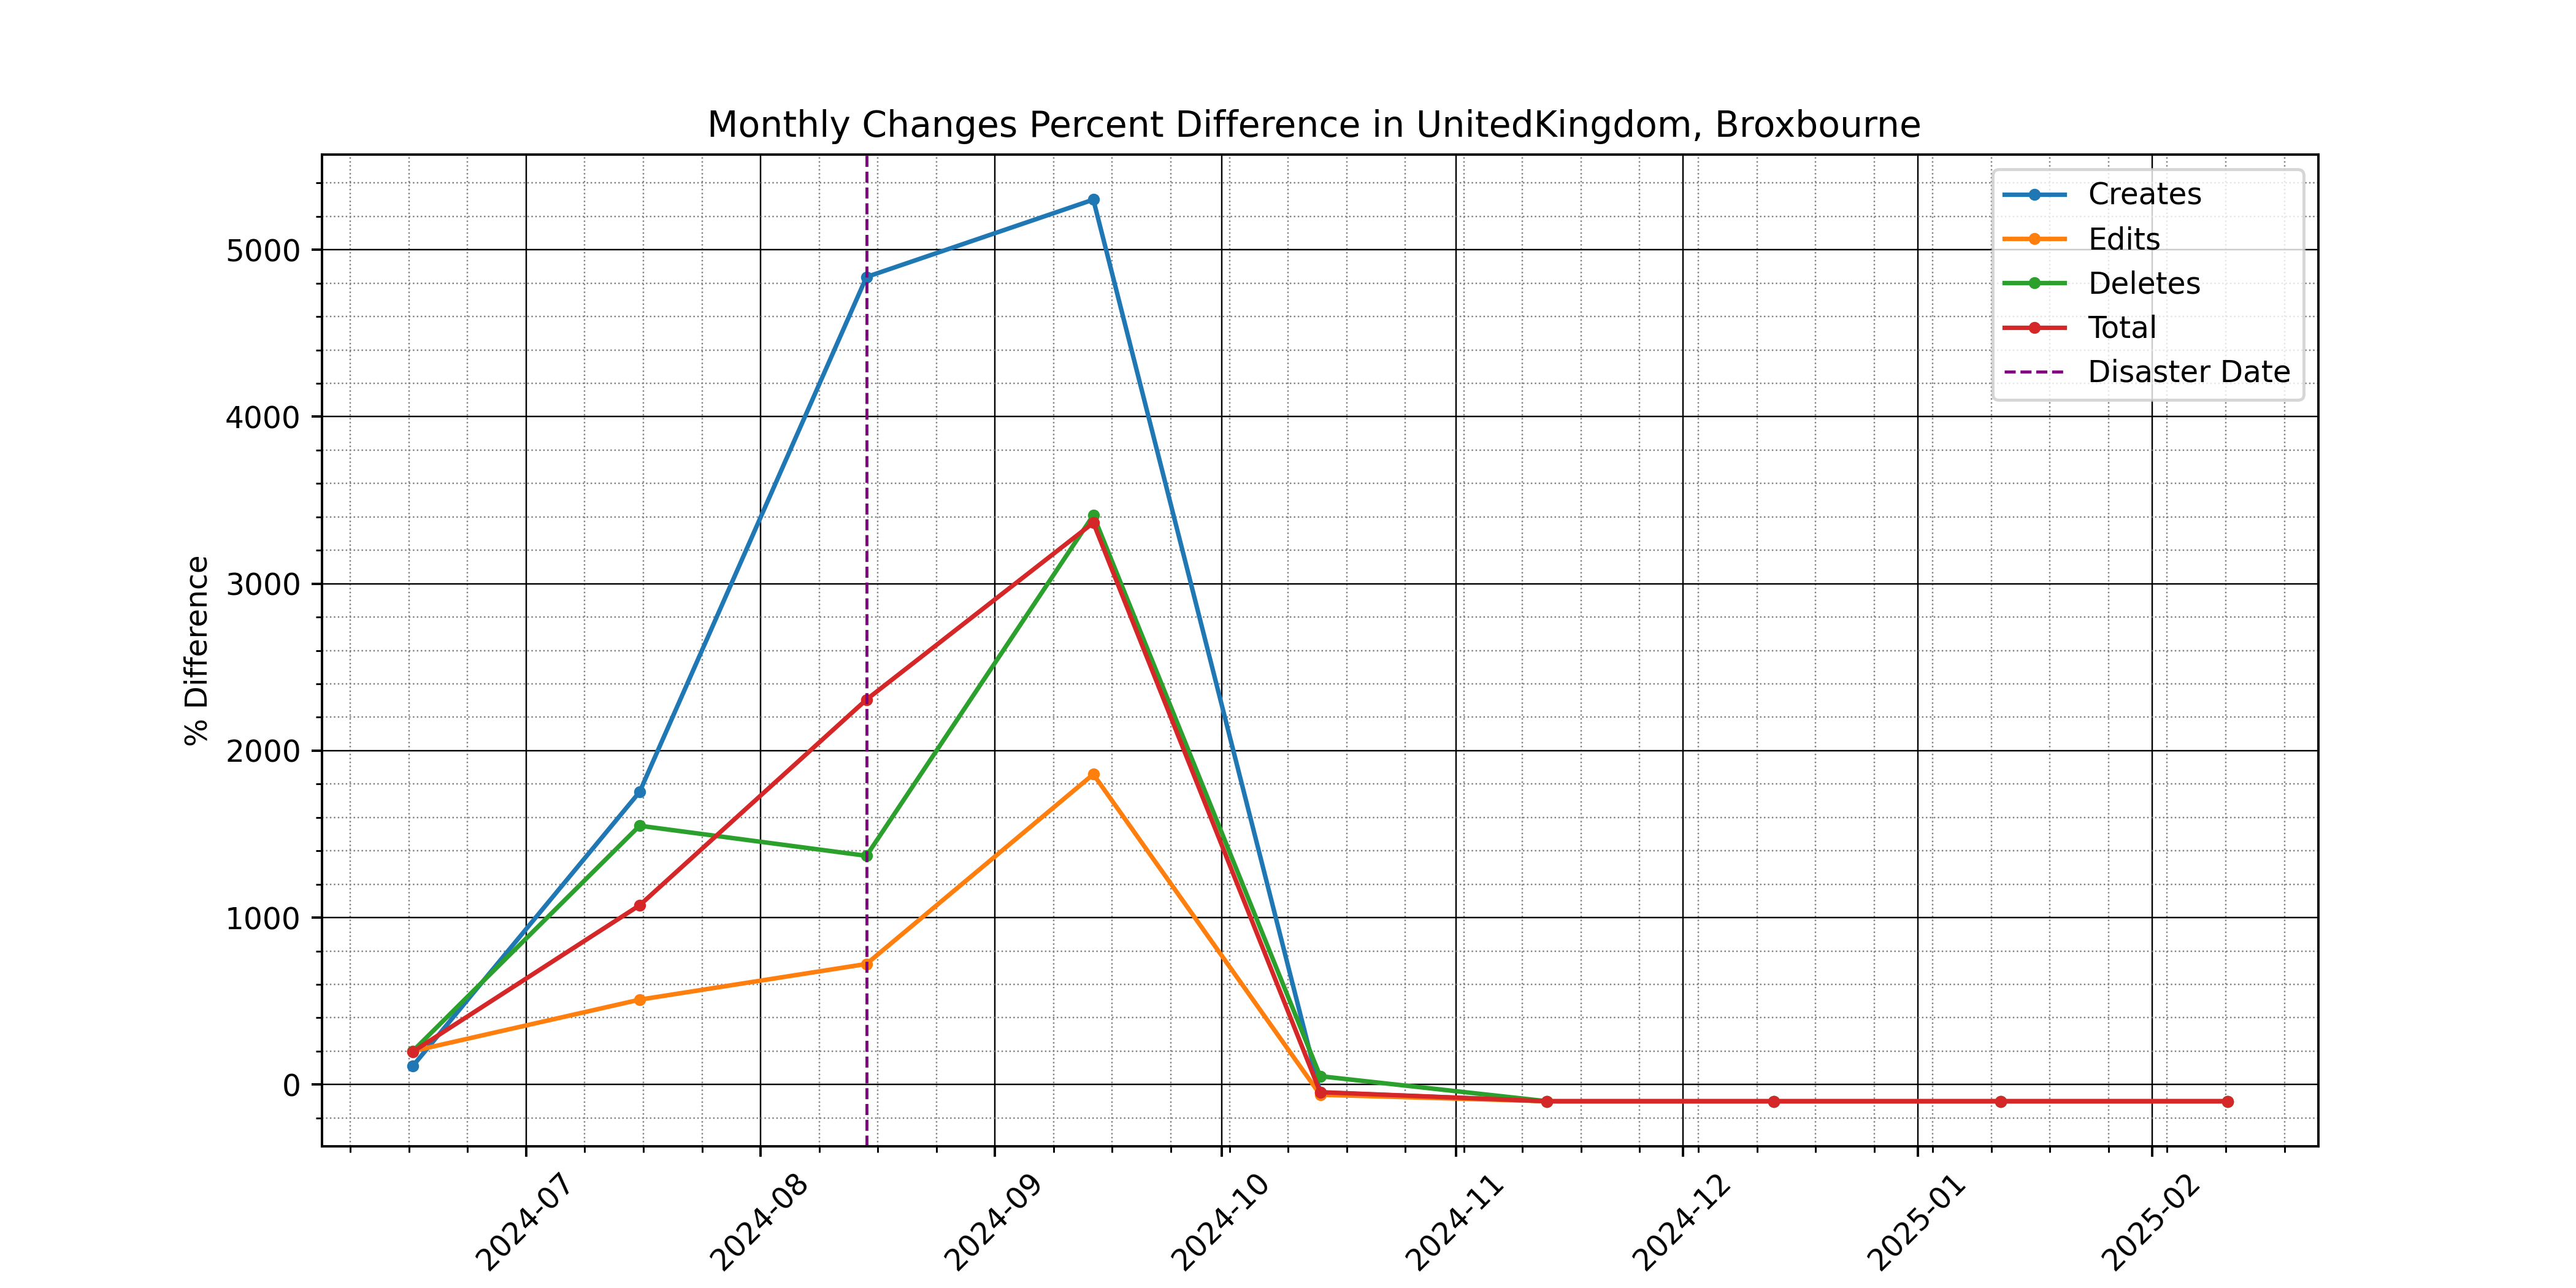 Monthly Changes Percent Difference in UnitedKingdom, Broxbourne
Creates
Edits
Deletes
Total
Disaster Date
% Difference
5000
4000
3000
2000
1000
0
2024-07
2024-08
2024-09
2024-10
2024-11
2024-12
2025-01
2025-02